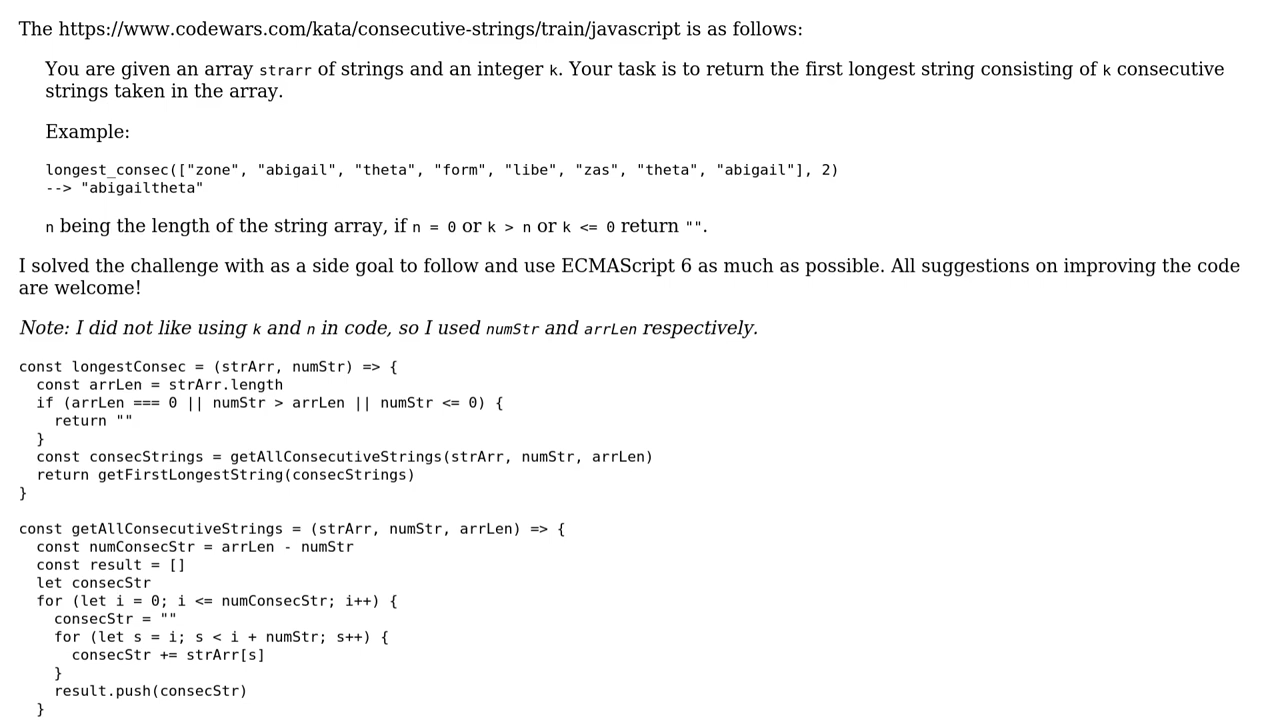 The https://www.codewars.com/kata/consecutive-strings/train/javascript is as follows:
You are given an array strarr of strings and an integer k. Your task is to return the first longest string consisting of k consecutive
strings taken in the array.
Example:
longest_consec(["zone", "abigail", "theta", "form", "libe", "zas", "theta", "abigail"], 2)
--> "abigailtheta"
n being the length of the string array, if n = 0 or k > n or k <= 0 return "".
I solved the challenge with as a side goal to follow and use ECMAScript 6 as much as possible. All suggestions on improving the code
are welcome!
Note: I did not like using k and n in code, so I used numStr and arrLen respectively.
const longestConsec = (strArr, numStr) => {
  const arrLen = strArr.length
  if (arrLen === 0 || numStr > arrLen || numStr <= 0) {
    return ""
  }
  const consecStrings = getAllConsecutiveStrings(strArr, numStr, arrLen)
  return getFirstLongestString(consecStrings)
}
const getAllConsecutiveStrings = (strArr, numStr, arrLen) => {
  const numConsecStr = arrLen - numStr
  const result = []
  let consecStr
  for (let i = 0; i <= numConsecStr; i++) {
    consecStr = ""
    for (let s = i; s < i + numStr; s++) {
      consecStr += strArr[s]
    }
    result.push(consecStr)
  }